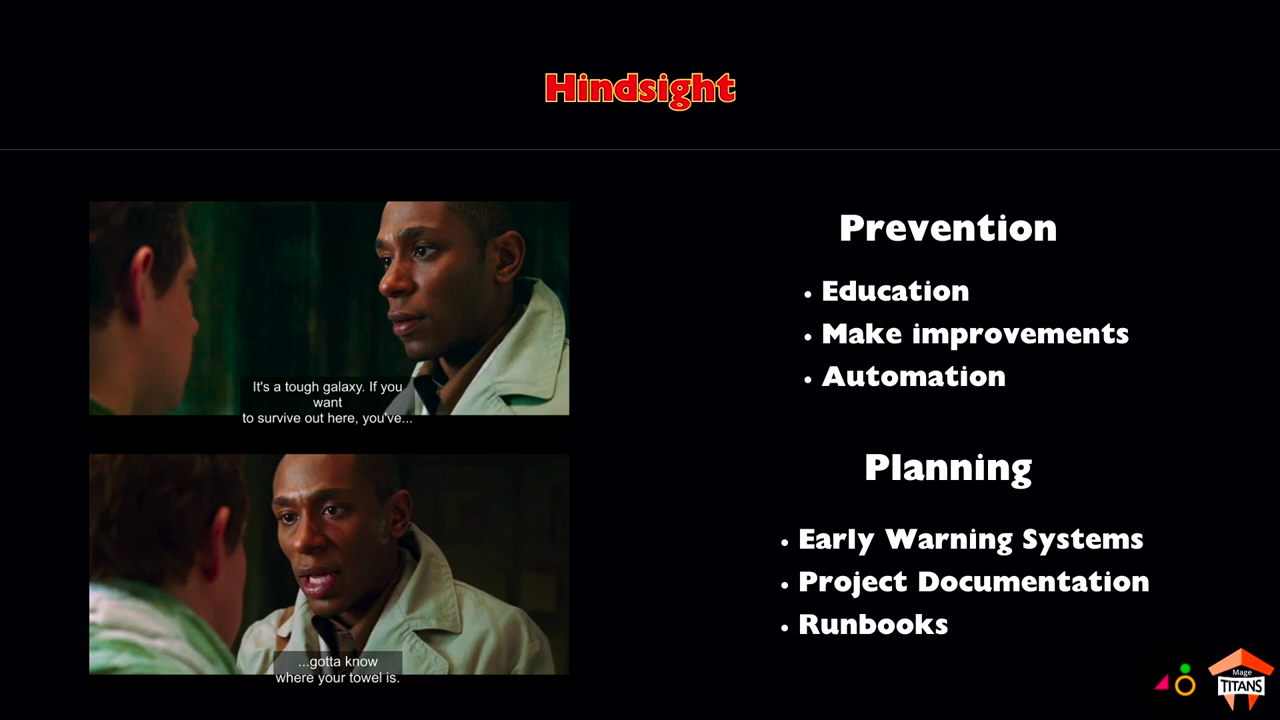 Hindsight
It's a tough galaxy. If you
want
to survive out here, you've...
...gotta know
where your towel is.
Prevention
• Education
• Make improvements
• Automation
Planning
• Early Warning Systems
• Project Documentation
• Runbooks
Mage
TITANS